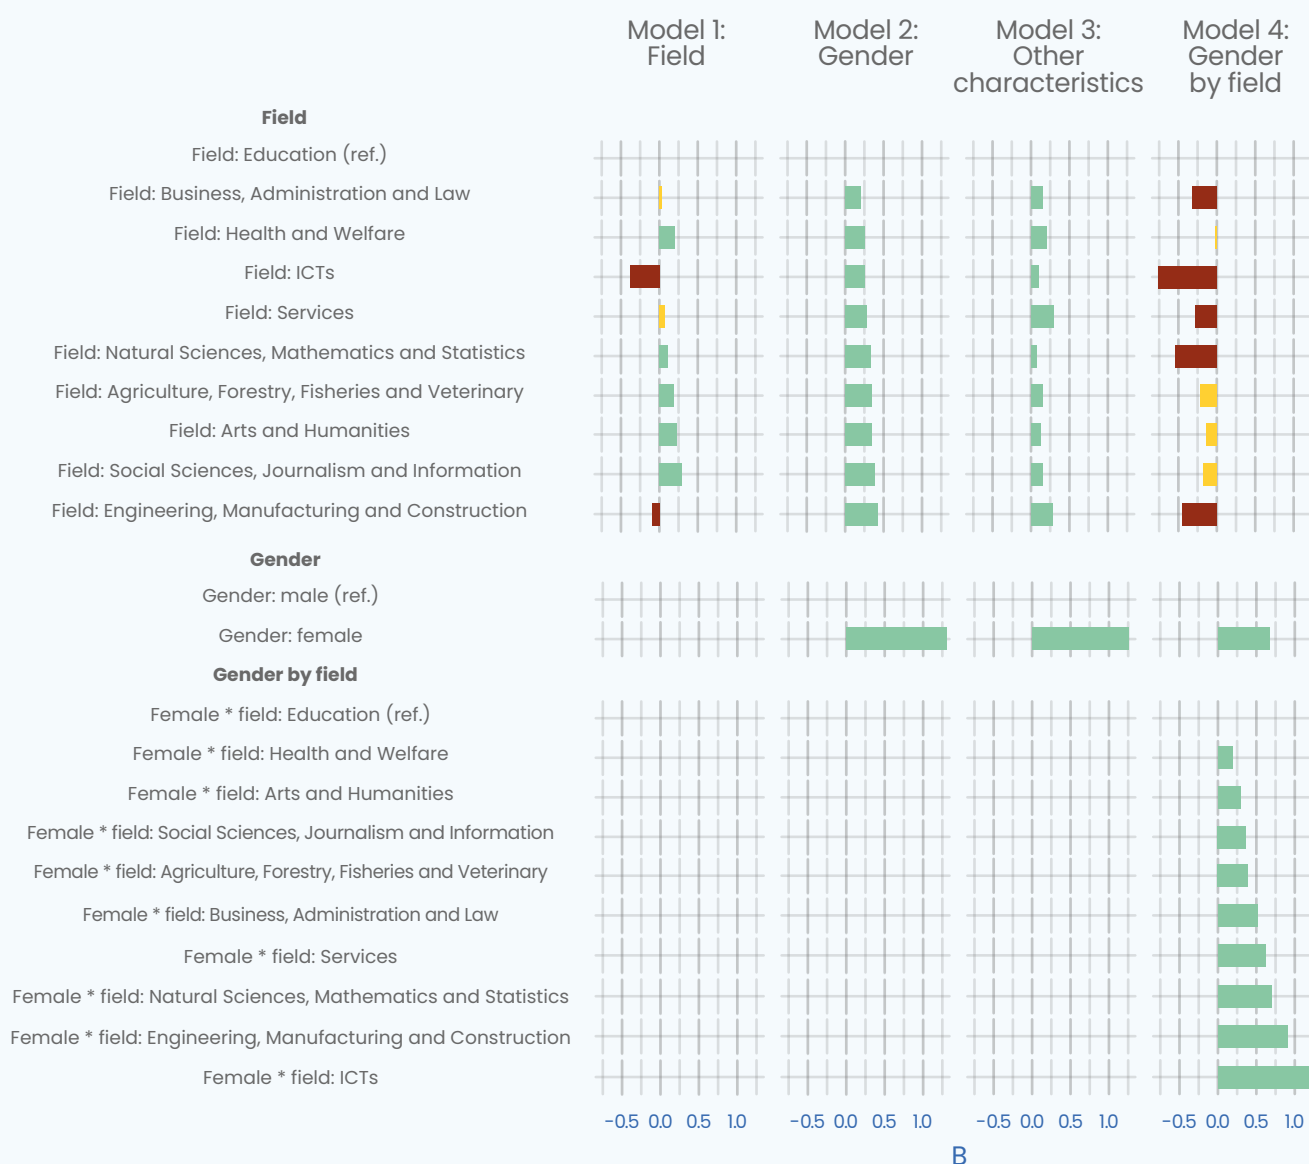 Model 1:
Field
Model 2:
Gender
Model 3:
Other
characteristics
Model 4:
Gender
by field
Field
Field: Education (ref.)
Field: Business, Administration and Law
Field: Health and Welfare
Field: ICTs
Field: Services
Field: Natural Sciences, Mathematics and Statistics
Field: Agriculture, Forestry, Fisheries and Veterinary
Field: Arts and Humanities
Field: Social Sciences, Journalism and Information
Field: Engineering, Manufacturing and Construction
Gender
Gender: male (ref.)
Gender: female
Gender by field
Female * field: Education (ref.)
Female * field: Health and Welfare
Female * field: Arts and Humanities
Female * field: Social Sciences, Journalism and Information
Female * field: Agriculture, Forestry, Fisheries and Veterinary
Female * field: Business, Administration and Law
Female * field: Services
Female * field: Natural Sciences, Mathematics and Statistics
Female * field: Engineering, Manufacturing and Construction
Female * field: ICTs
−0.5 0.0 0.5 1.0 −0.5 0.0 0.5 1.0 −0.5 0.0 0.5 1.0 −0.5 0.0 0.5 1.0
B